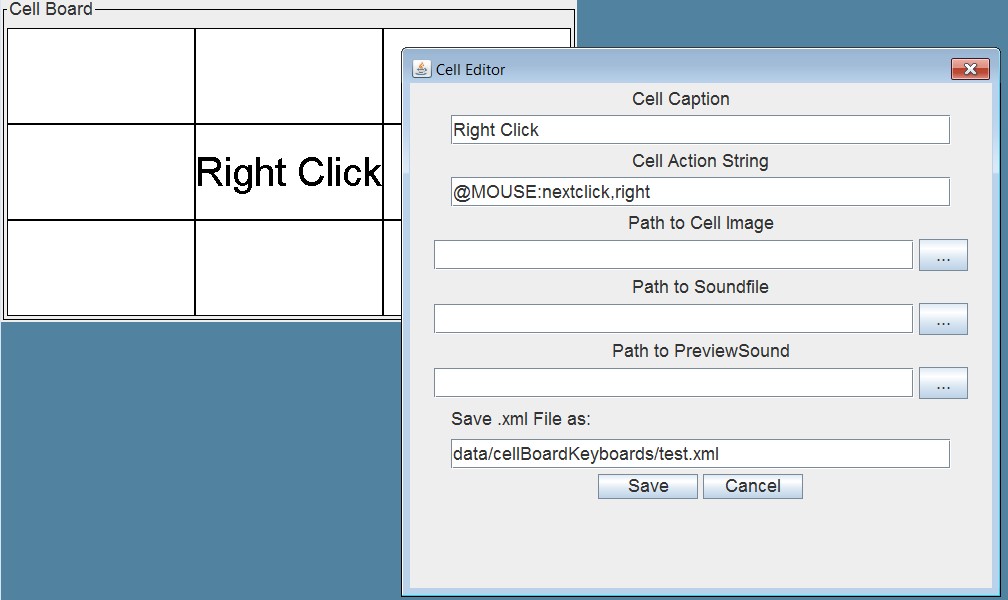 Cell Board
Right Click
Cell Editor
Cell Caption
Right Click
Cell Action String
@MOUSE:nextclick,right
Path to Cell Image
...
Path to Soundfile
...
Path to PreviewSound
...
Save .xml File as:
data/cellBoardKeyboards/test.xml
Save Cancel